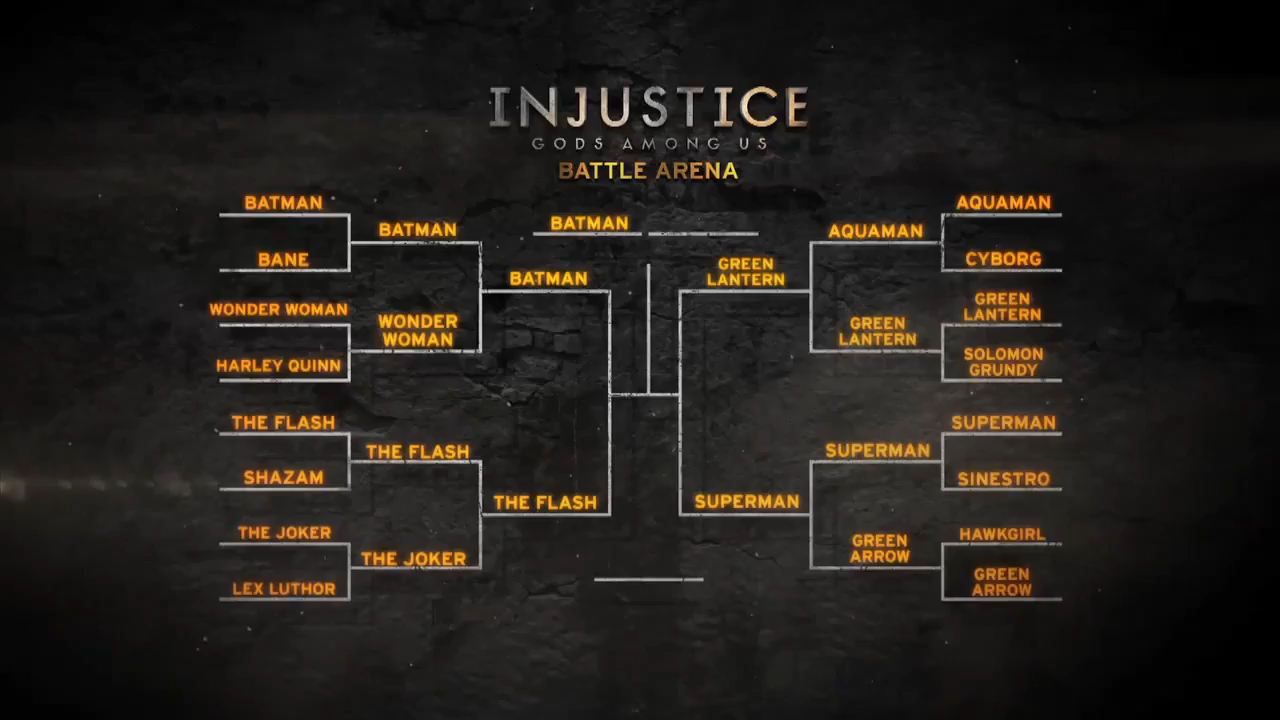 INJUSTICE
GODS AMONG US
BATTLE ARENA
BATMAN
BANE
WONDER WOMAN
HARLEY QUINN
THE FLASH
SHAZAM
THE JOKER
LEX LUTHOR
BATMAN
WONDER
WOMAN
THE FLASH
THE JOKER
BATMAN
THE FLASH
BATMAN
GREEN
LANTERN
SUPERMAN
AQUAMAN
GREEN
LANTERN
SUPERMAN
GREEN
ARROW
AQUAMAN
CYBORG
GREEN
LANTERN
SOLOMON
GRUNDY
SUPERMAN
SINESTRO
HAWKGIRL
GREEN
ARROW